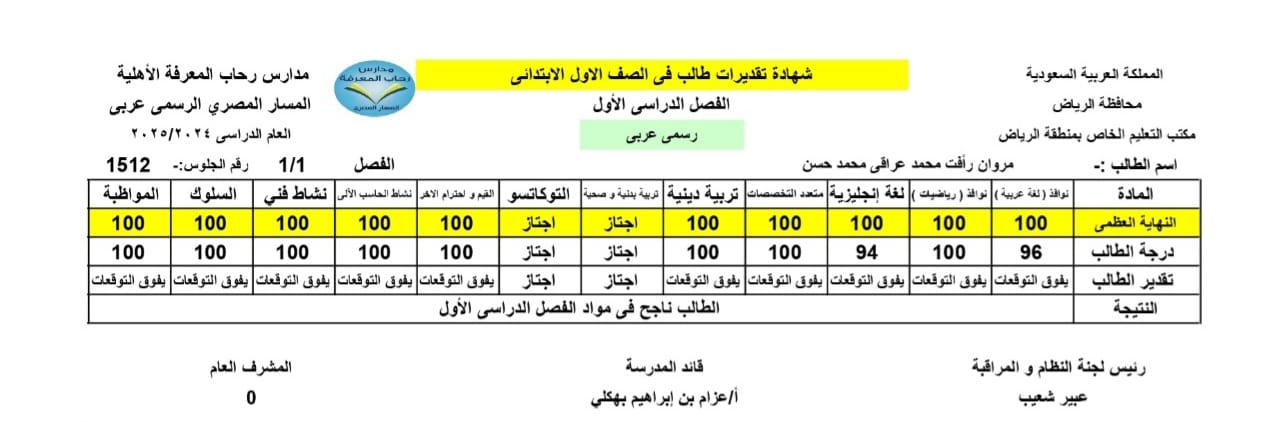 المملكة العربية السعودية
محافظة الرياض
مكتب التعليم الخاص بمنطقة الرياض
شهادة تقديرات طالب فى الصف الاول الابتدائى
الفصل الدراسى الأول
رسمى عربى
مدارس رحاب المعرفة
المسار المصرى
مدارس رحاب المعرفة الأهلية
المسار المصري الرسمى عربى
العام الدراسى ٢٠٢٥/٢٠٢٤
اسم الطالب :- مروان رأفت محمد عراقى محمد حسن الفصل 1/1 رقم الجلوس:- 1512
المادة نوافذ ( لغة عربية ) نوافذ ( رياضيات ) لغة إنجليزية متعدد التخصصات تربية دينية تربية بدنية و صحية التوكاتسو القيم و احترام الاخر نشاط الحاسب الألى نشاط فني السلوك المواظبة
النهاية العظمى 100 100 100 100 100 اجتاز اجتاز 100 100 100 100 100
درجة الطالب 96 100 94 100 100 اجتاز اجتاز 100 100 100 100 100
تقدير الطالب يفوق التوقعات يفوق التوقعات يفوق التوقعات يفوق التوقعات يفوق التوقعات اجتاز اجتاز يفوق التوقعات يفوق التوقعات يفوق التوقعات يفوق التوقعات يفوق التوقعات
النتيجة الطالب ناجح فى مواد الفصل الدراسى الأول
رئيس لجنة النظام و المراقبة قائد المدرسة المشرف العام
عبير شعيب أ/عزام بن إبراهيم بهكلي 0